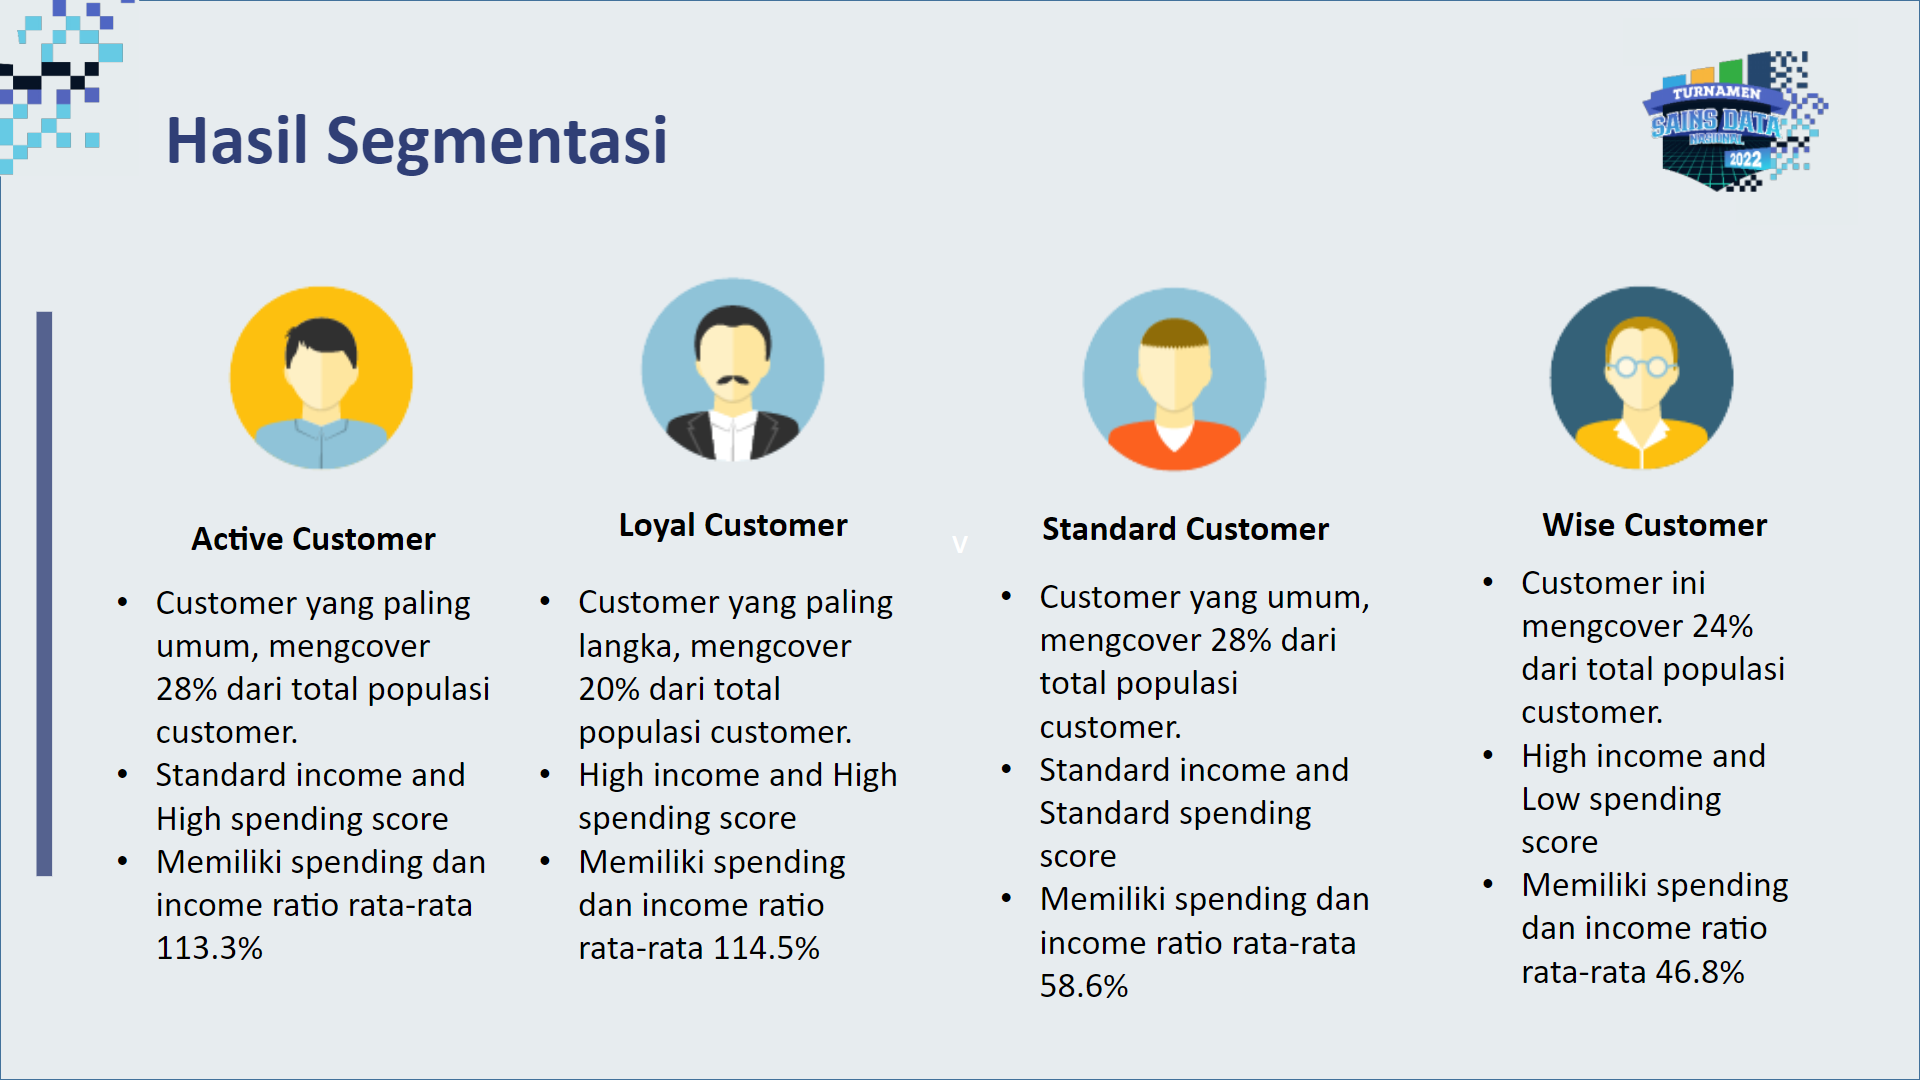 Hasil Segmentasi
TURNAMEN
SAINS DATA
NASIONAL
2022
Active Customer
• Customer yang paling
umum, mengcover
28% dari total populasi
customer.
• Standard income and
High spending score
• Memiliki spending dan
income ratio rata-rata
113.3%
Loyal Customer
• Customer yang paling
langka, mengcover
20% dari total
populasi customer.
• High income and High
spending score
• Memiliki spending
dan income ratio
rata-rata 114.5%
v
Standard Customer
• Customer yang umum,
mengcover 28% dari
total populasi
customer.
• Standard income and
Standard spending
score
• Memiliki spending dan
income ratio rata-rata
58.6%
Wise Customer
• Customer ini
mengcover 24%
dari total populasi
customer.
• High income and
Low spending
score
• Memiliki spending
dan income ratio
rata-rata 46.8%